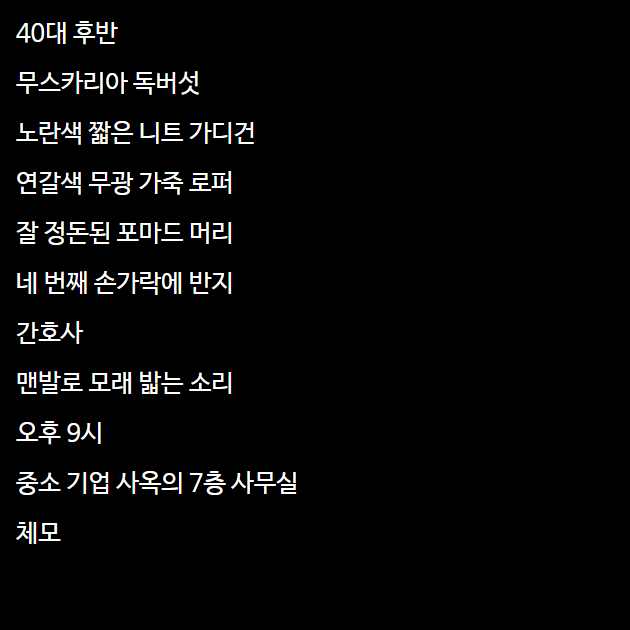 40대 후반
무스카리아 독버섯
노란색 짧은 니트 가디건
연갈색 무광 가죽 로퍼
잘 정돈된 포마드 머리
네 번째 손가락에 반지
간호사
맨발로 모래 밟는 소리
오후 9시
중소 기업 사옥의 7층 사무실
체모